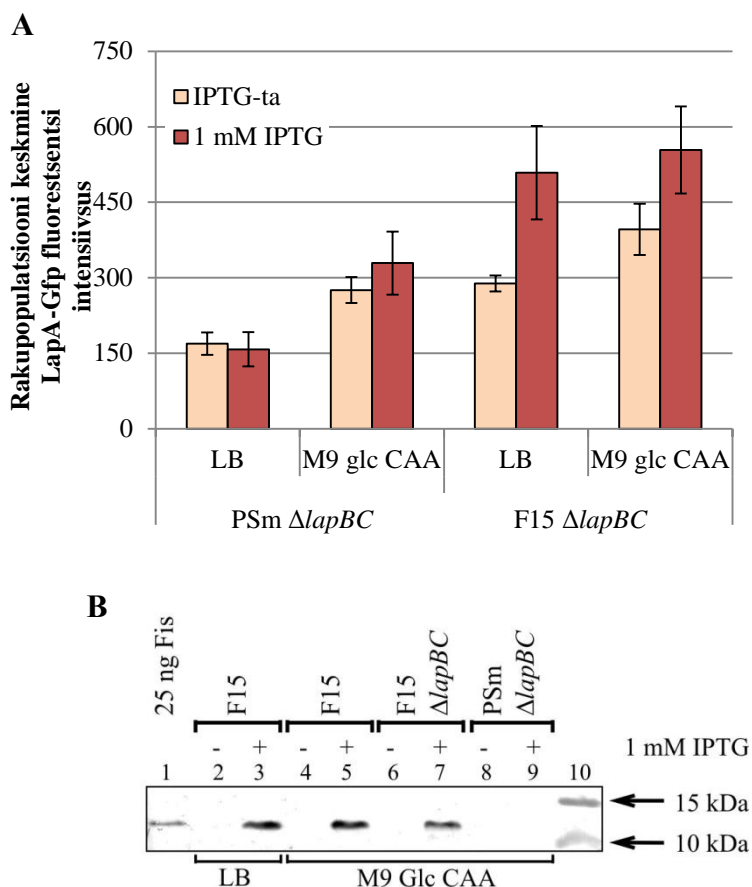 A
Rakupopulatsiooni keskmine
LapA-Gfp fluorestsentsi
intensiivsus
750
600
450
300
150
0
IPTG-ta
1 mM IPTG
LB
M9 glc CAA
LB
M9 glc CAA
PSm ΔlapBC
F15 ΔlapBC
B
25 ng Fis
F15
F15
F15
ΔlapBC
PSm
ΔlapBC
- + - + - + - + 1 mM IPTG
1 2 3 4 5 6 7 8 9 10
15 kDa
10 kDa
LB
M9 Glc CAA